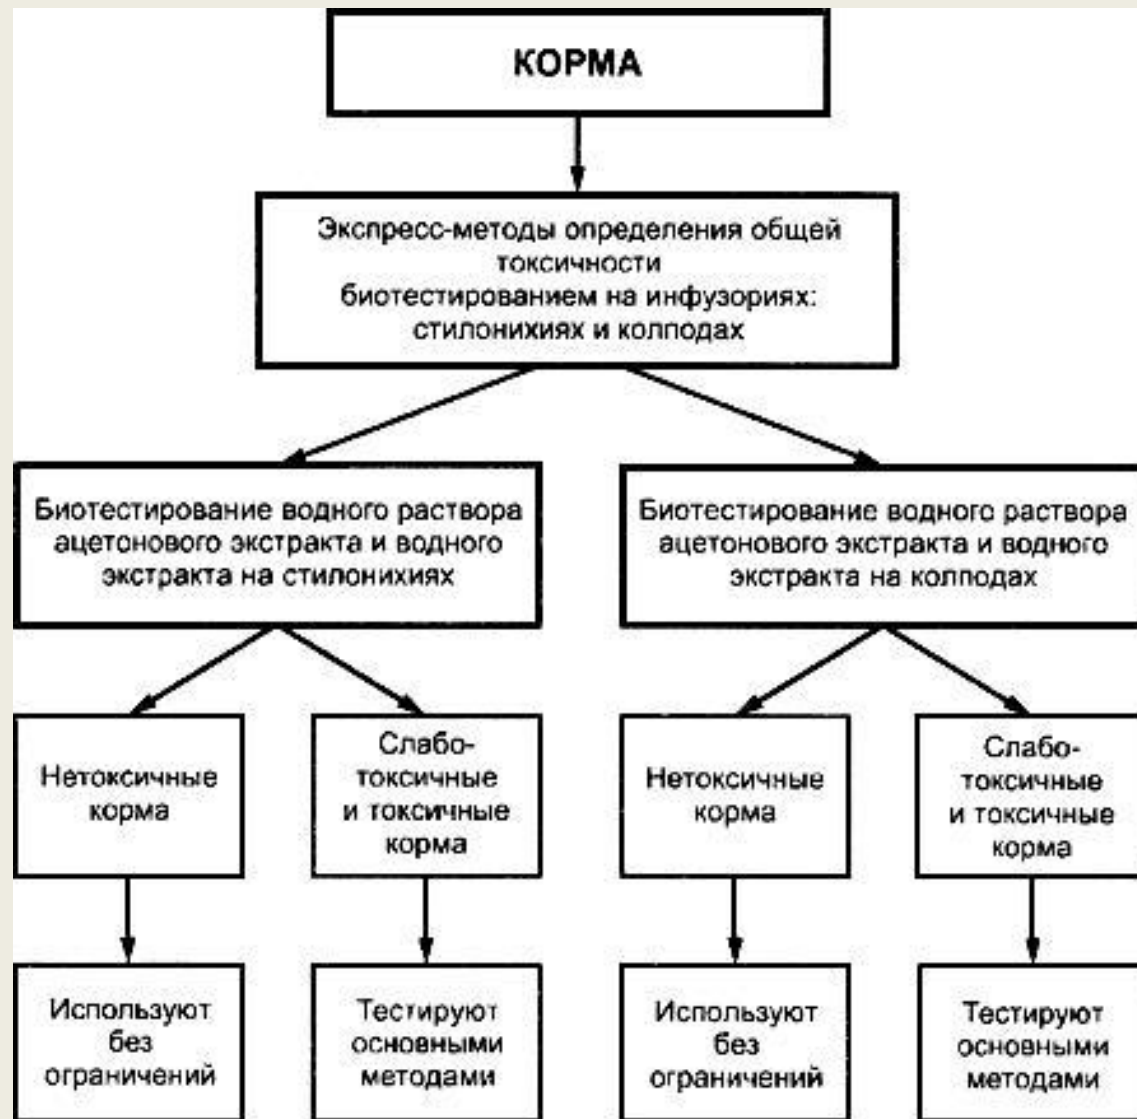 КОРМА
Экспресс-методы определения общей
токсичности
биотестированием на инфузориях:
стилонихиях и колподах
Биотестирование водного раствора
ацетонового экстракта и водного
экстракта на стилонихиях
Биотестирование водного раствора
ацетонового экстракта и водного
экстракта на колподах
Нетоксичные
корма
Слабо-
токсичные
и токсичные
корма
Нетоксичные
корма
Слабо-
токсичные
и токсичные
корма
Используют
без
ограничений
Тестируют
основными
методами
Используют
без
ограничений
Тестируют
основными
методами